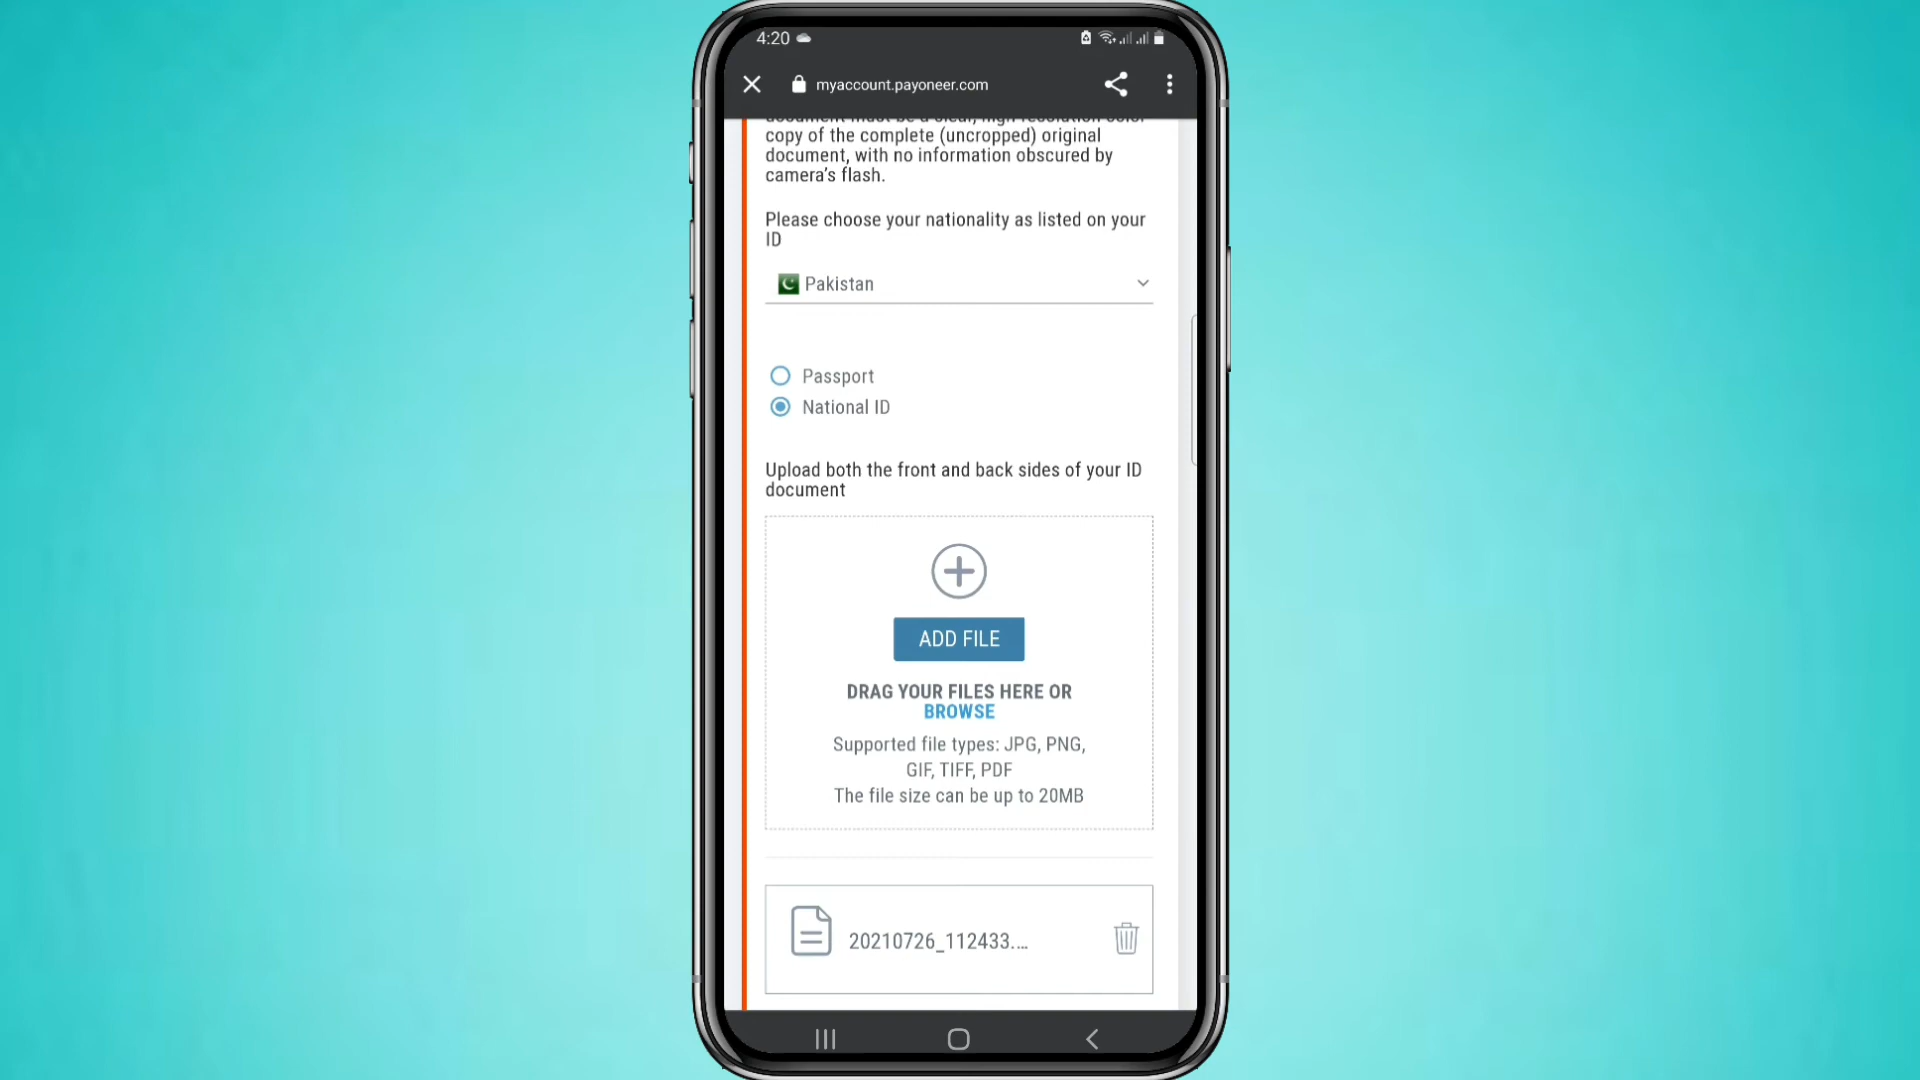 4:20
myaccount.payoneer.com
document must be a clear, high resolution color
copy of the complete (uncropped) original
document, with no information obscured by
camera's flash.
Please choose your nationality as listed on your
ID
Pakistan
Passport
National ID
Upload both the front and back sides of your ID
document
ADD FILE
DRAG YOUR FILES HERE OR
BROWSE
Supported file types: JPG, PNG,
GIF, TIFF, PDF
The file size can be up to 20MB
20210726_112433....